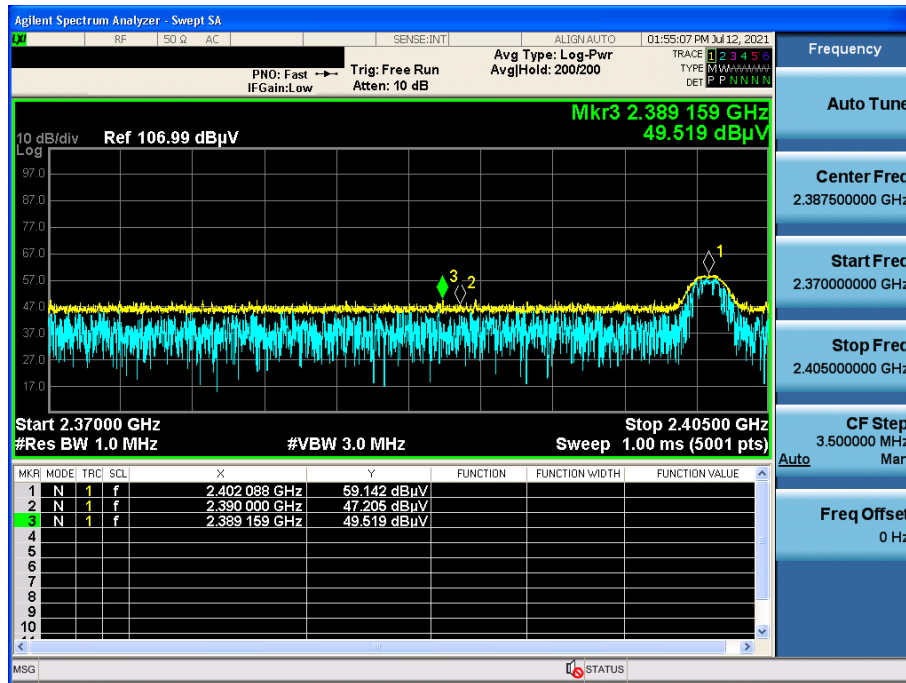 Agilent Spectrum Analyzer - Swept SA
LXI RF 50 Ω AC SENSE:INT ALIGN AUTO 01:55:07 PM Jul 12, 2021
PNO: Fast Trig: Free Run Avg Type: Log-Pwr TRACE 1 2 3 4 5 6
IFGain:Low Atten: 10 dB Avg|Hold: 200/200 TYPE MWWWWW
DET P P N N N N
Mkr3 2.389 159 GHz
49.519 dBµV
10 dB/div Ref 106.99 dBµV
Log
97.0
87.0
77.0
67.0
57.0
47.0
37.0
27.0
17.0
1
2
3
Start 2.37000 GHz Stop 2.40500 GHz
#Res BW 1.0 MHz #VBW 3.0 MHz Sweep 1.00 ms (5001 pts)
MKR MODE TRC SCL X Y FUNCTION FUNCTION WIDTH FUNCTION VALUE
1 N 1 f 2.402 088 GHz 59.142 dBµV
2 N 1 f 2.390 000 GHz 47.205 dBµV
3 N 1 f 2.389 159 GHz 49.519 dBµV
4
5
6
7
8
9
10
11
MSG STATUS
Frequency
Auto Tune
Center Freq
2.387500000 GHz
Start Freq
2.370000000 GHz
Stop Freq
2.405000000 GHz
CF Step
3.500000 MHz
Auto Man
Freq Offset
0 Hz